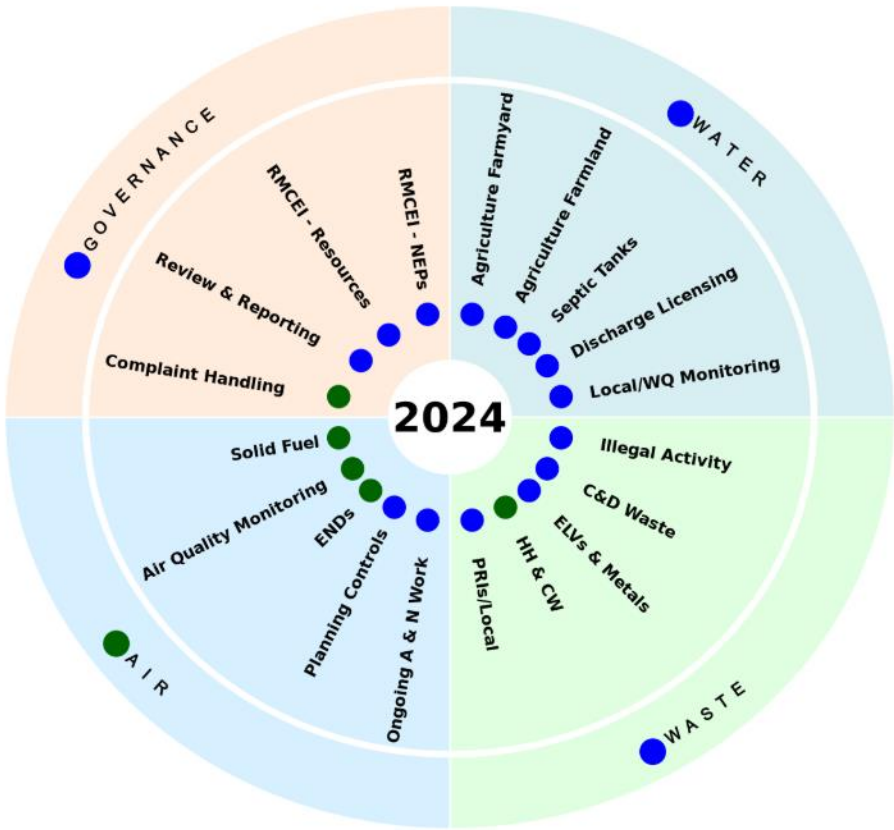 GOVERNANCE
RMCEI - NEPs
RMCEI - Resources
Review & Reporting
Complaint Handling
WATER
Agriculture Farmyard
Agriculture Farmland
Septic Tanks
Discharge Licensing
Local/WQ Monitoring
2024
Solid Fuel
Air Quality Monitoring
ENDs
Planning Controls
Ongoing A & N Work
AIR
Illegal Activity
C&D Waste
ELVs & Metals
HH & CW
PRIs/Local
WASTE